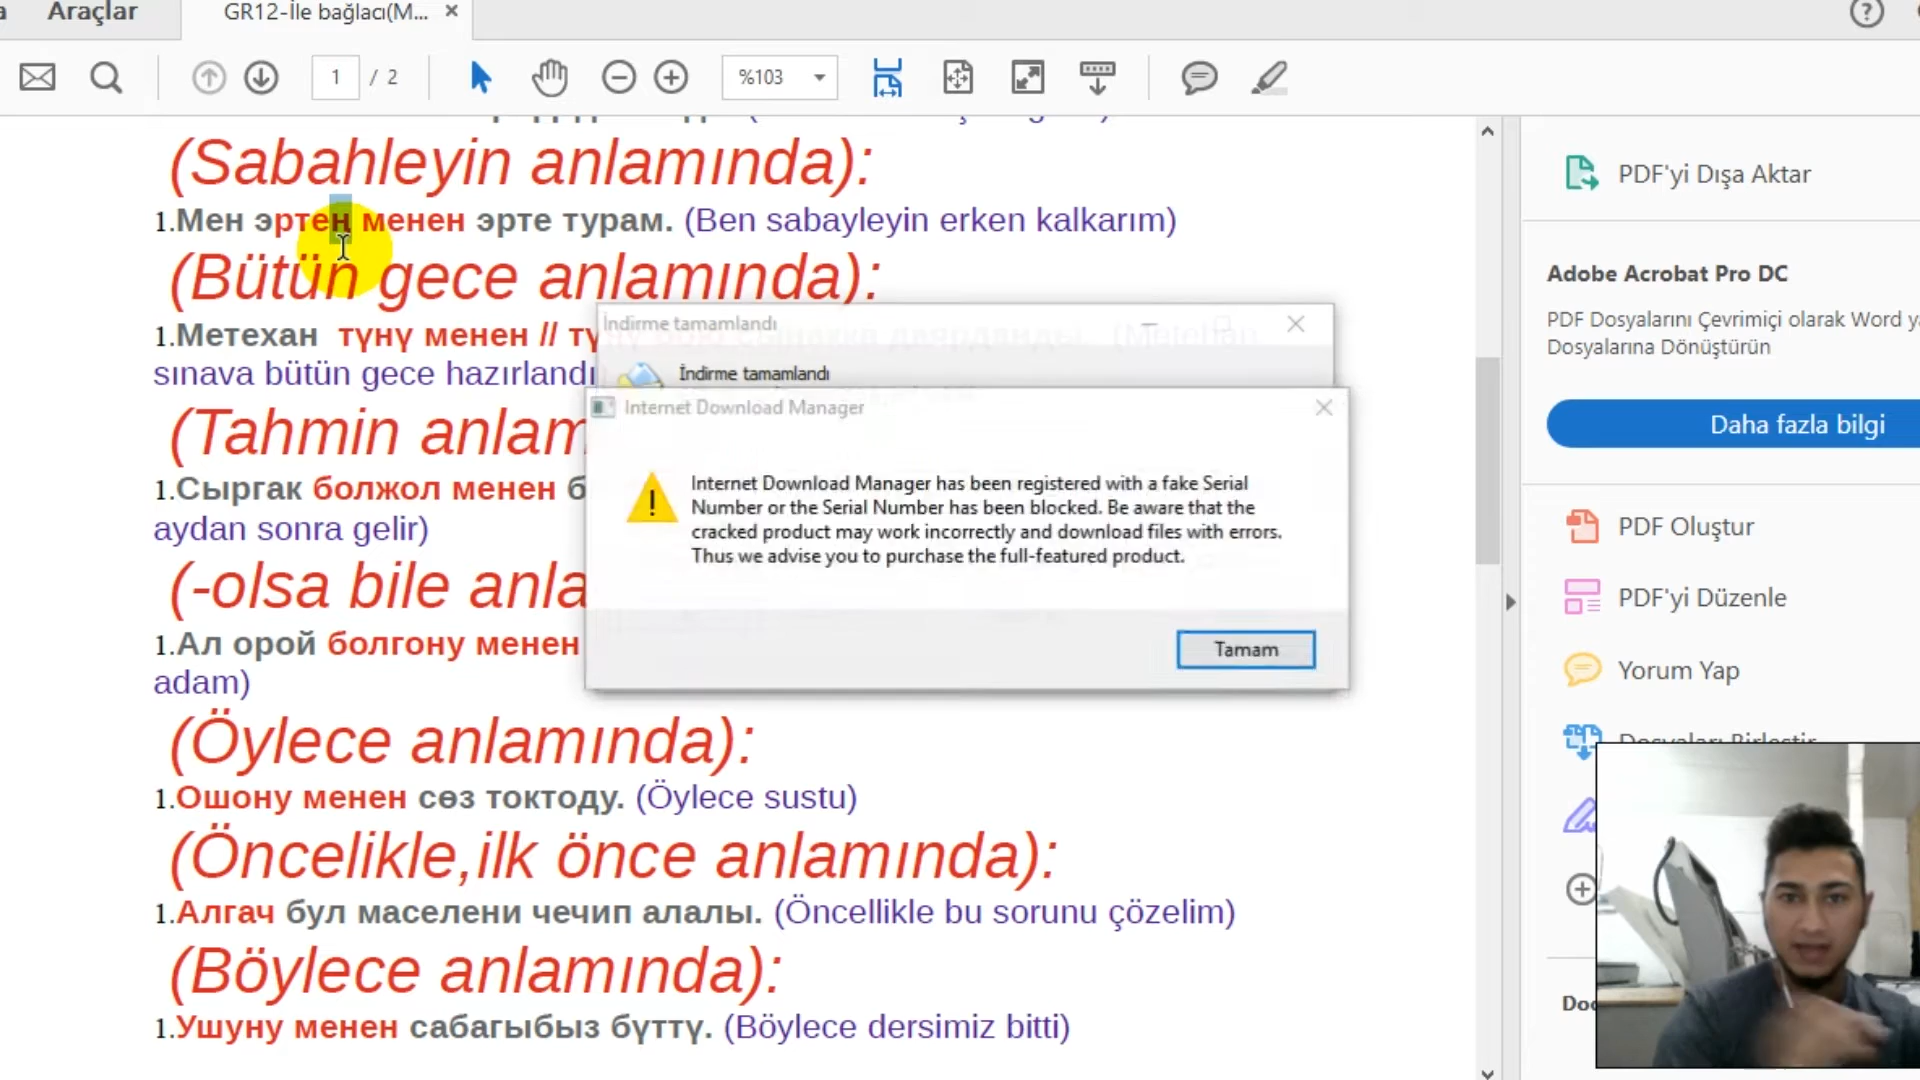 Araçlar
GR12-İle bağlacı(M...
1 / 2
%103
(Sabahleyin anlamında):
1.Мен эртең менен эрте турам. (Ben sabayleyin erken kalkarım)
(Bütün gece anlamında):
1.Метехан түнү менен // тү
sınava bütün gece hazırlandı
(Tahmin anlam
1.Сыргак болжол менен б
aydan sonra gelir)
(-olsa bile anla
1.Ал орой болгону менен
adam)
(Öylece anlamında):
1.Ошону менен сөз токтоду. (Öylece sustu)
(Öncelikle,ilk önce anlamında):
1.Алгач бул маселени чечип алалы. (Öncellikle bu sorunu çözelim)
(Böylece anlamında):
1.Ушуну менен сабагыбыз бүттү. (Böylece dersimiz bitti)
İndirme tamamlandı
İndirme tamamlandı
Internet Download Manager
Internet Download Manager has been registered with a fake Serial
Number or the Serial Number has been blocked. Be aware that the
cracked product may work incorrectly and download files with errors.
Thus we advise you to purchase the full-featured product.
Tamam
PDF'yi Dışa Aktar
Adobe Acrobat Pro DC
PDF Dosyalarını Çevrimiçi olarak Word y
Dosyalarına Dönüştürün
Daha fazla bilgi
PDF Oluştur
PDF'yi Düzenle
Yorum Yap
Dosyaları Birleştir
Doc